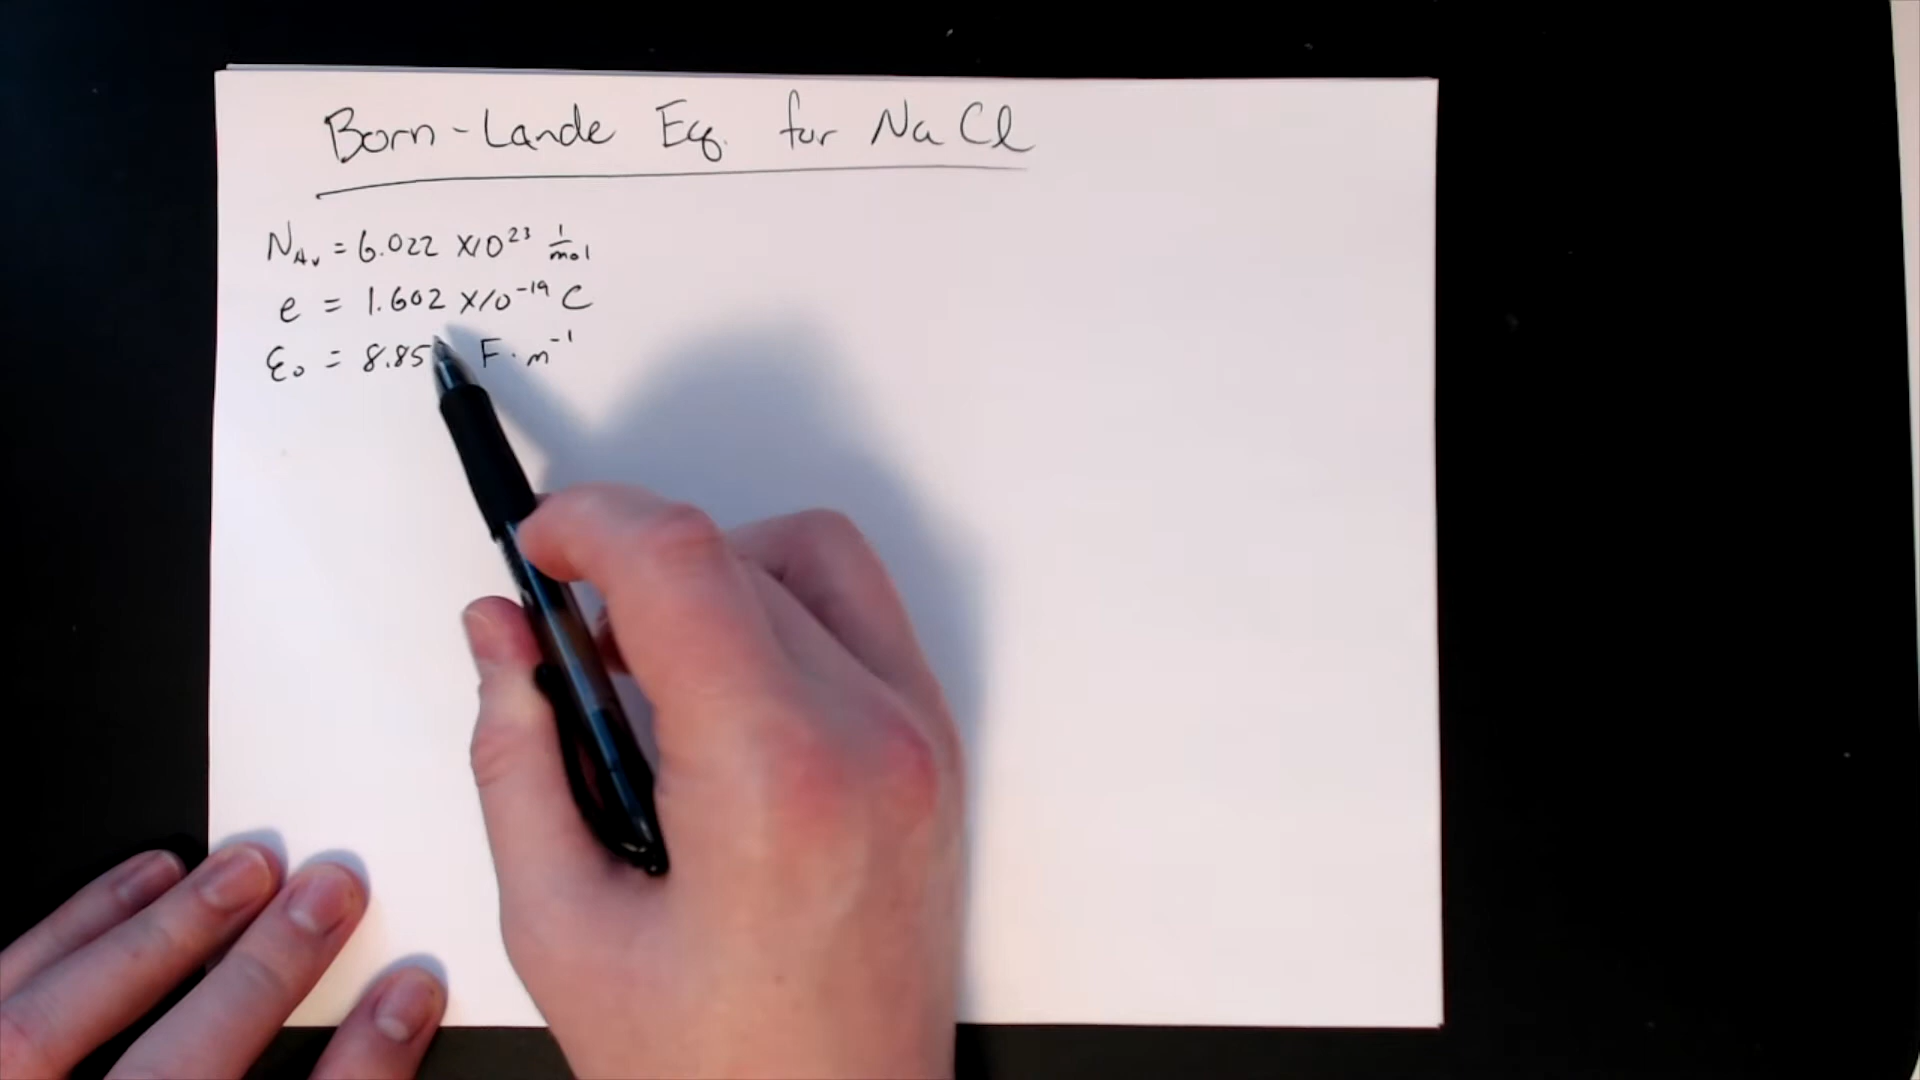 Born-Lande Eq. for NaCl
N_Av = 6.022 x10^23 1/mol
e = 1.602 x10^-19 C
ε₀ = 8.85 F·m^-1